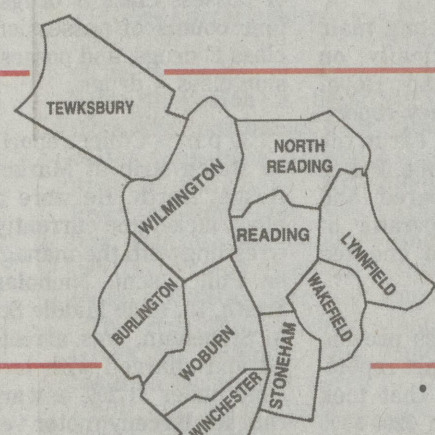 TEWKSBURY
NORTH
READING
WILMINGTON
READING
LYNNFIELD
BURLINGTON
WAKEFIELD
WOBURN
STONEHAM
WINCHESTER